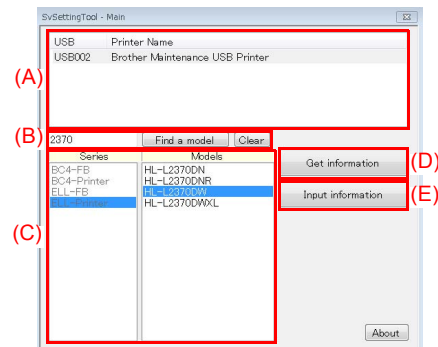 SvSettingTool - Main
USB Printer Name
USB002 Brother Maintenance USB Printer
(A)
(B) 2370 Find a model Clear
Series Models
BC4-FB HL-L2370DN
BC4-Printer HL-L2370DNR
ELL-FB HL-L2370DW
ELL-Printer HL-L2370DWXL
(C)
Get information (D)
Input information (E)
About